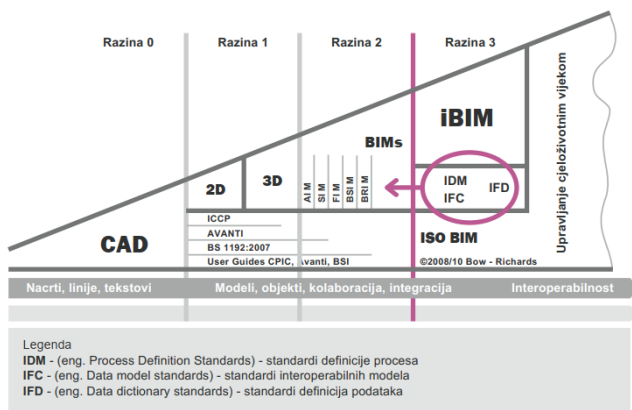 Razina 0
Razina 1
Razina 2
Razina 3
iBIM
BIMs
2D
3D
AI M
SI M
FI M
BSI M
BRI M
IDM
IFD
IFC
Upravljanje cjeloživotnim vijekom
ICCP
AVANTI
BS 1192:2007
User Guides CPIC, Avanti, BSI
CAD
ISO BIM
©2008/10 Bow - Richards
Nacrti, linije, tekstovi
Modeli, objekti, kolaboracija, integracija
Interoperabilnost
Legenda
IDM - (eng. Process Definition Standards) - standardi definicije procesa
IFC - (eng. Data model standards) - standardi interoperabilnih modela
IFD - (eng. Data dictionary standards) - standardi definicija podataka